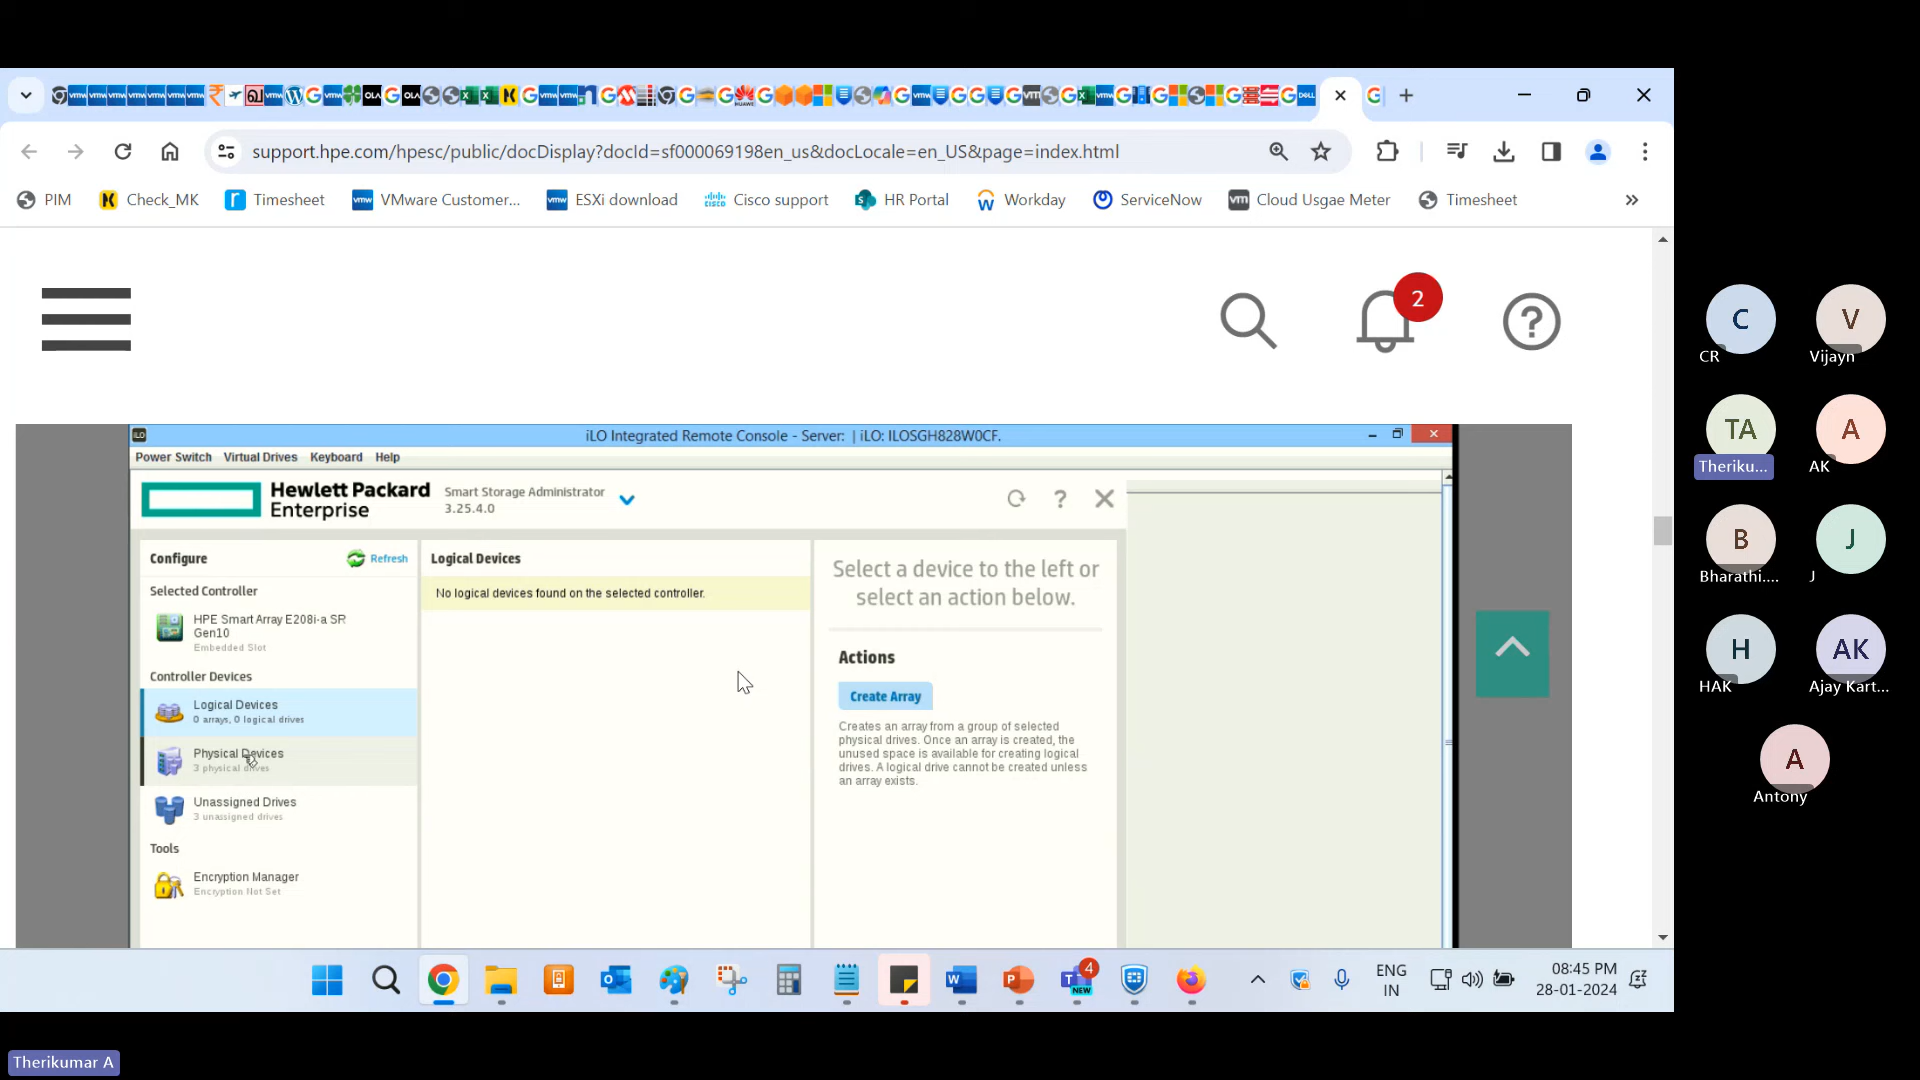 support.hpe.com/hpesc/public/docDisplay?docId=sf000069198en_us&docLocale=en_US&page=index.html
PIM
Check_MK
Timesheet
VMware Customer...
ESXi download
Cisco support
HR Portal
Workday
ServiceNow
Cloud Usgae Meter
Timesheet
2
iLO Integrated Remote Console - Server: | iLO: ILOSGH828W0CF.
Power Switch Virtual Drives Keyboard Help
Hewlett Packard
Enterprise
Smart Storage Administrator
3.25.4.0
Configure
Refresh
Selected Controller
HPE Smart Array E208i-a SR
Gen10
Embedded Slot
Controller Devices
Logical Devices
0 arrays, 0 logical drives
Physical Devices
3 physical drives
Unassigned Drives
3 unassigned drives
Tools
Encryption Manager
Encryption Not Set
Logical Devices
No logical devices found on the selected controller.
Select a device to the left or
select an action below.
Actions
Create Array
Creates an array from a group of selected
physical drives. Once an array is created, the
unused space is available for creating logical
drives. A logical drive cannot be created unless
an array exists.
C
CR
V
Vijayn
TA
Theriku...
A
AK
B
Bharathi....
J
J
H
HAK
AK
Ajay Kart...
A
Antony
4
NEW
ENG
IN
08:45 PM
28-01-2024
Therikumar A